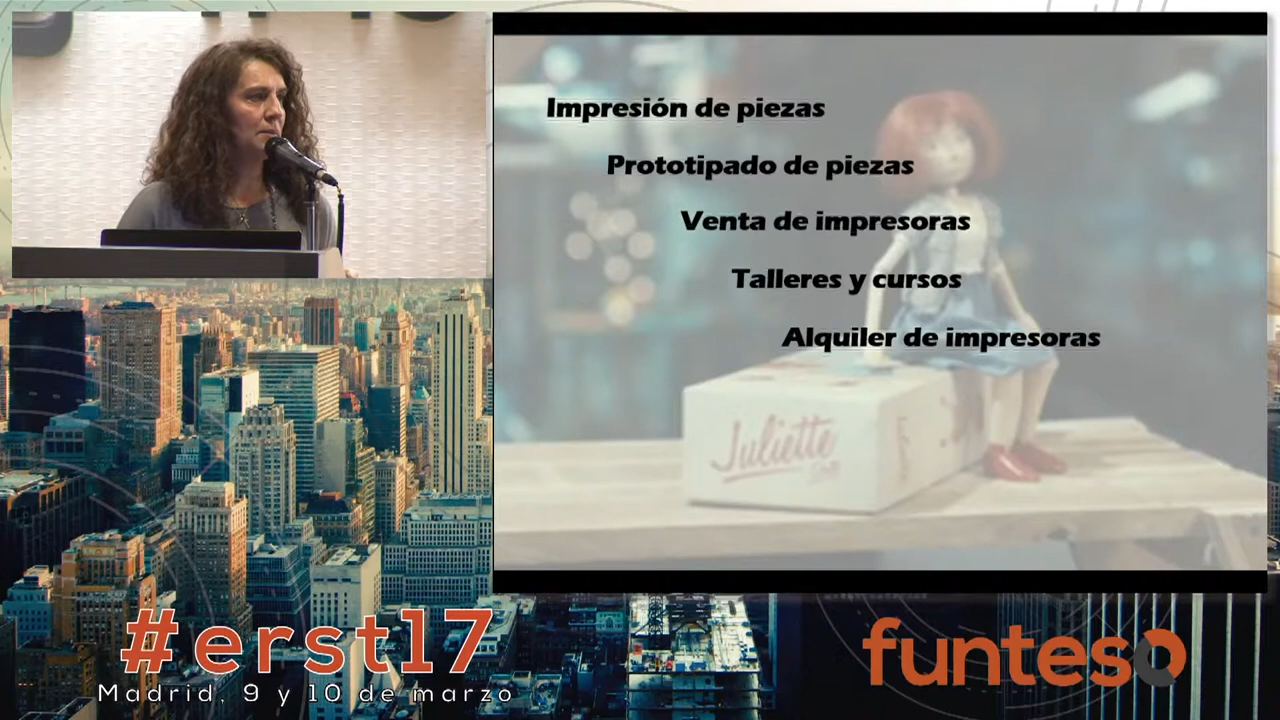 Impresión de piezas
Prototipado de piezas
Venta de impresoras
Talleres y cursos
Alquiler de impresoras
Juliette
#erst17
Madrid, 9 y 10 de marzo
funteso